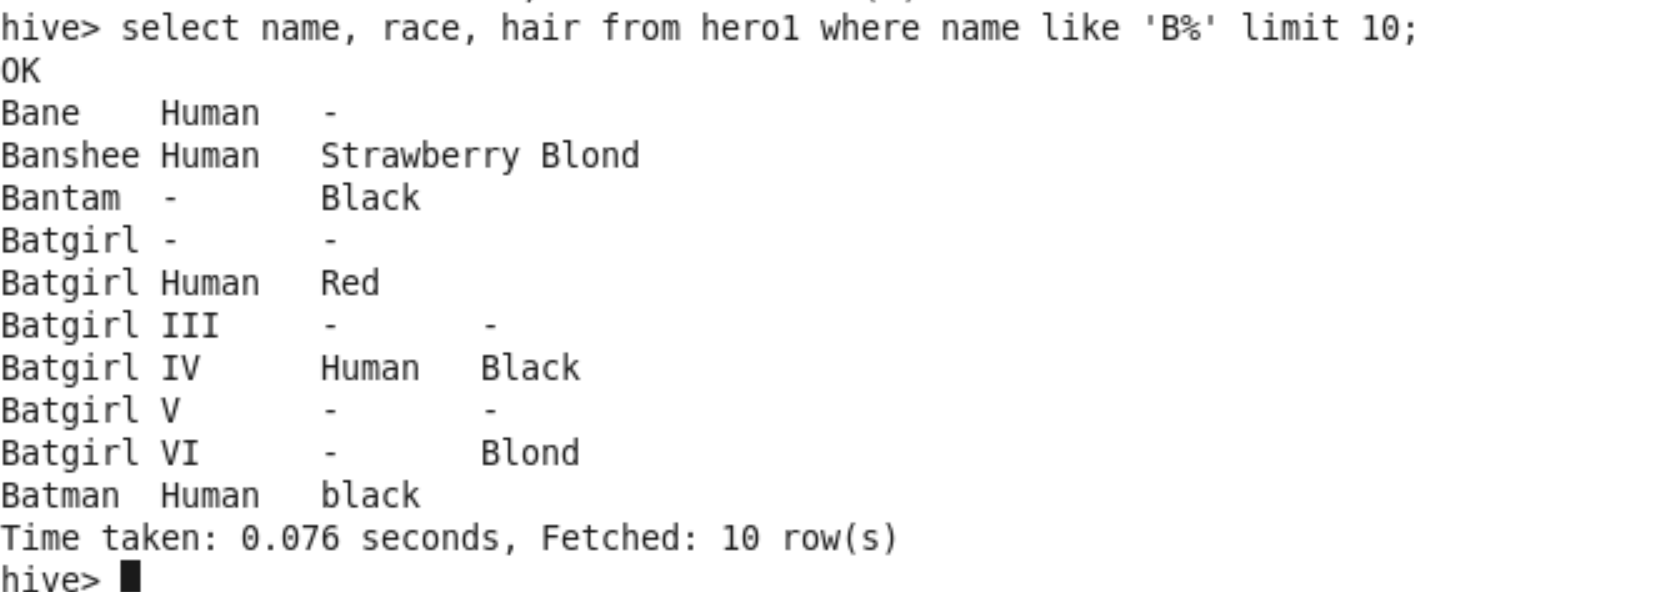 hive> select name, race, hair from hero1 where name like 'B%' limit 10;
OK
Bane    Human   -
Banshee Human   Strawberry Blond
Bantam  -       Black
Batgirl -       -
Batgirl Human   Red
Batgirl III     -       -
Batgirl IV      Human   Black
Batgirl V       -       -
Batgirl VI      -       Blond
Batman  Human   black
Time taken: 0.076 seconds, Fetched: 10 row(s)
hive>